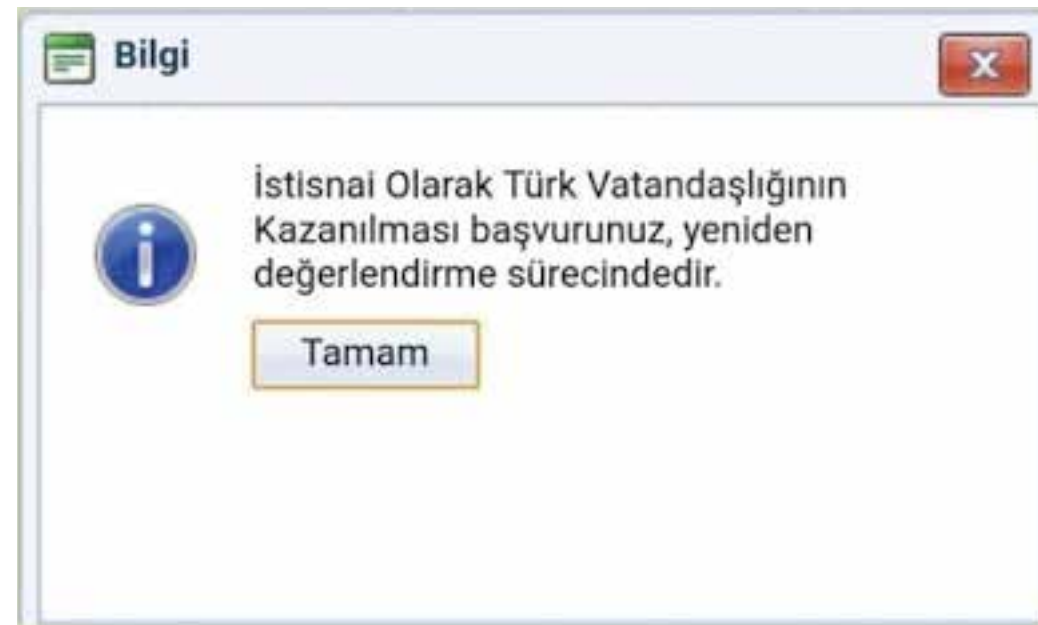 Bilgi
İstisnai Olarak Türk Vatandaşlığının
Kazanılması başvurunuz, yeniden
değerlendirme sürecindedir.
Tamam